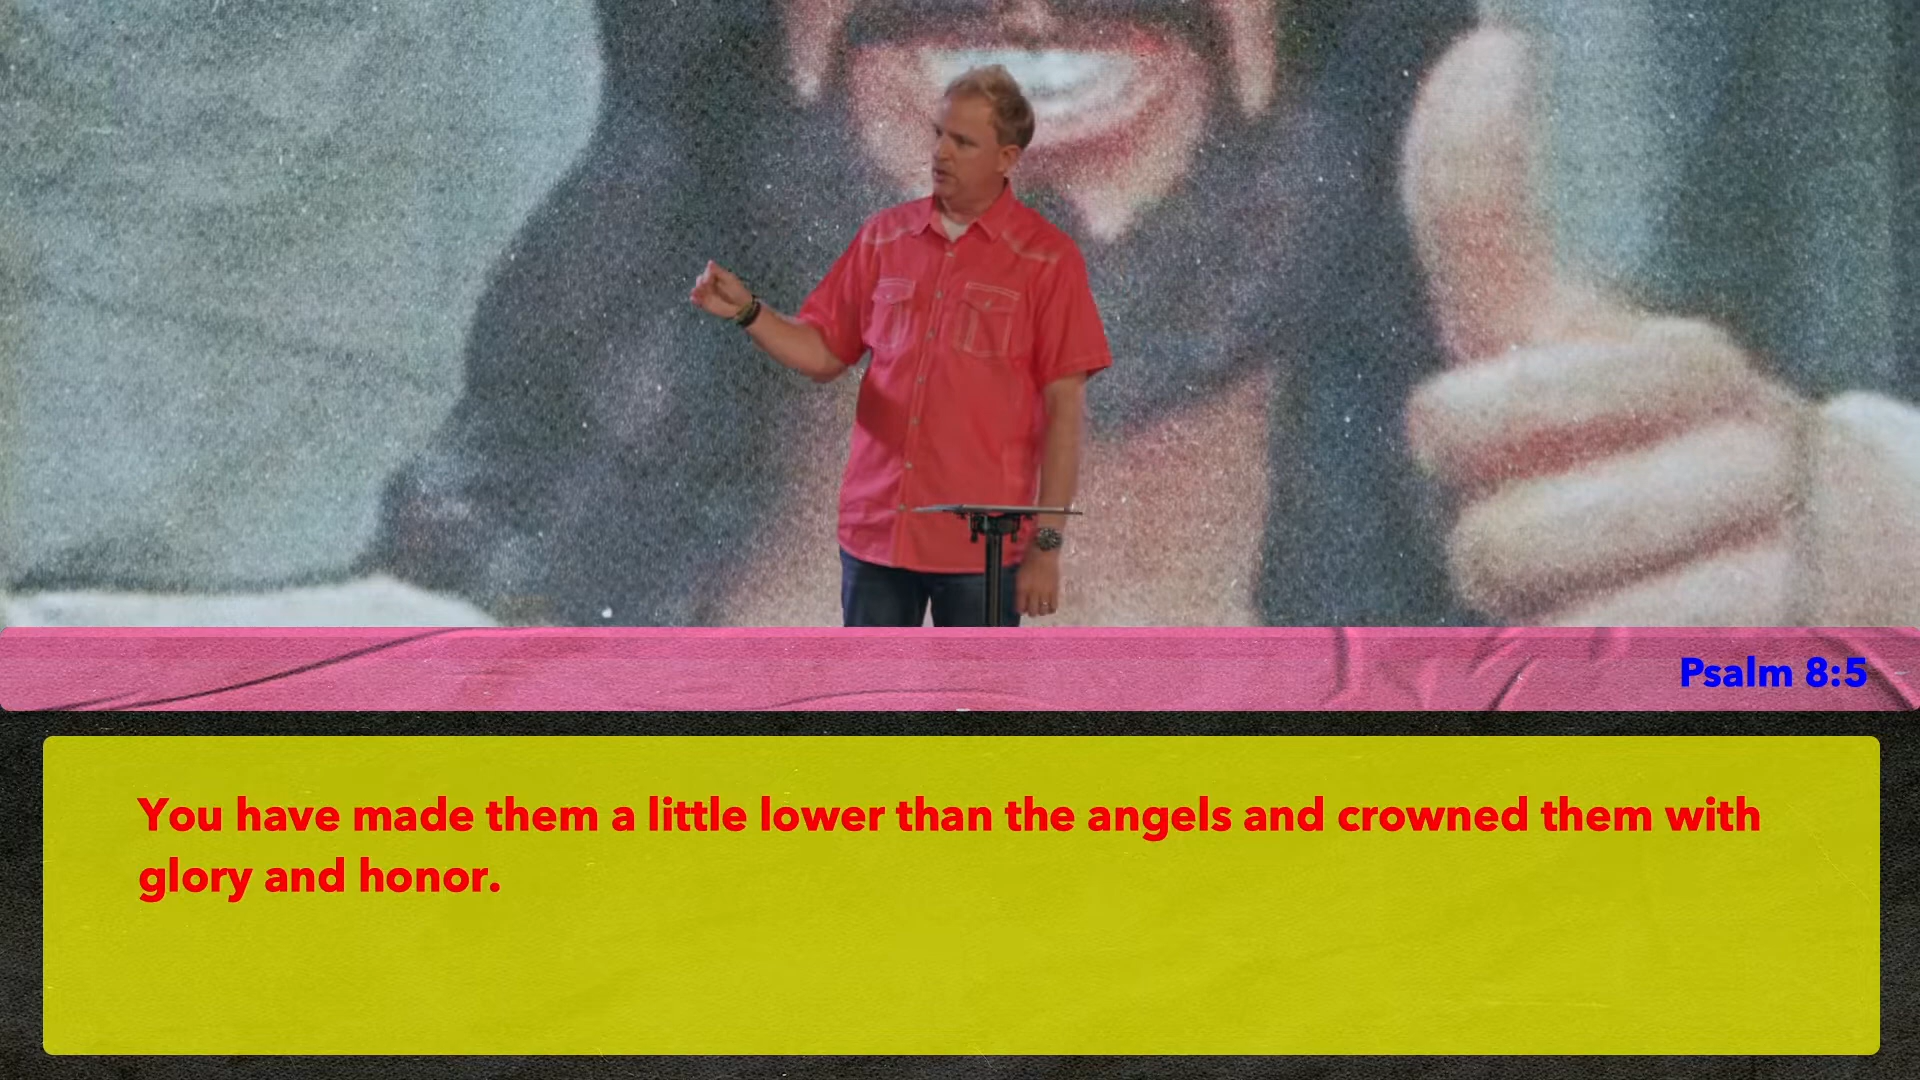 Psalm 8:5
You have made them a little lower than the angels and crowned them with
glory and honor.